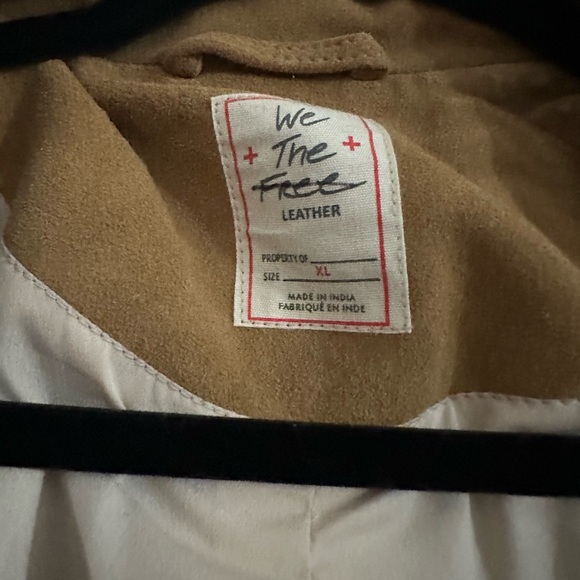 We
+ The +
Free
LEATHER
PROPERTY OF
SIZE XL
MADE IN INDIA
FABRIQUÉ EN INDE